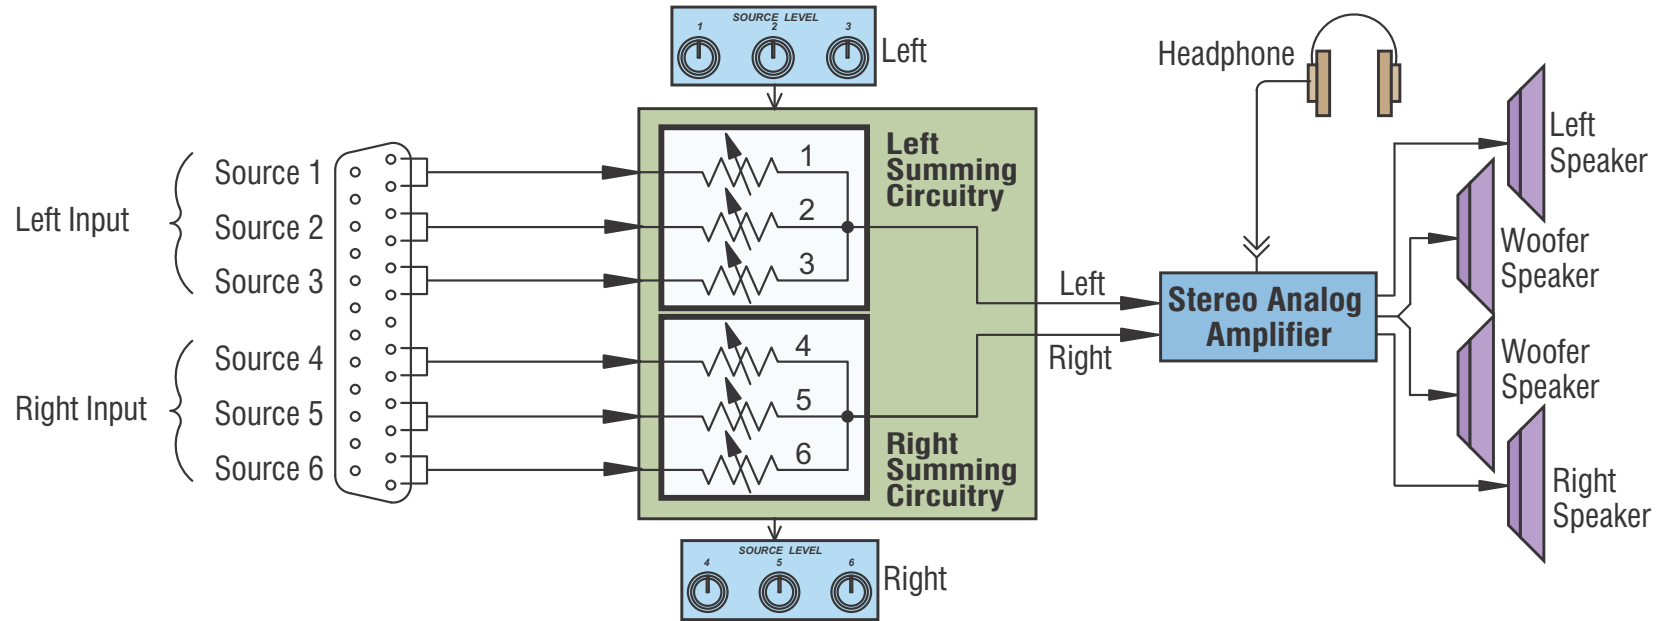 SOURCE LEVEL
1 2 3
Left
Headphone
Left
Speaker
Left Input
Source 1
Source 2
Source 3
1
2
3
Left
Summing
Circuitry
Woofer
Speaker
Left
Right
Stereo Analog
Amplifier
Right Input
Source 4
Source 5
Source 6
4
5
6
Right
Summing
Circuitry
Woofer
Speaker
Right
Speaker
SOURCE LEVEL
4 5 6
Right